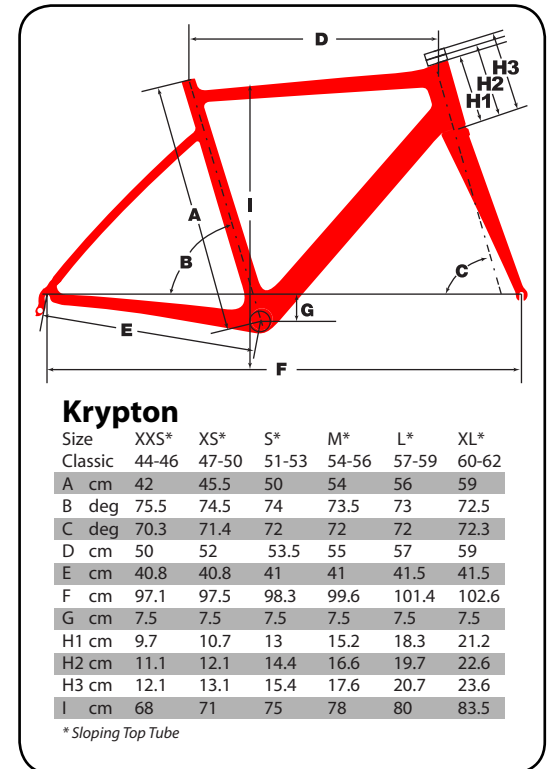 D
H3
H2
H1
A
I
B
C
G
E
F
Krypton
Size XXS* XS* S* M* L* XL*
Classic 44-46 47-50 51-53 54-56 57-59 60-62
A cm 42 45.5 50 54 56 59
B deg 75.5 74.5 74 73.5 73 72.5
C deg 70.3 71.4 72 72 72 72.3
D cm 50 52 53.5 55 57 59
E cm 40.8 40.8 41 41 41.5 41.5
F cm 97.1 97.5 98.3 99.6 101.4 102.6
G cm 7.5 7.5 7.5 7.5 7.5 7.5
H1 cm 9.7 10.7 13 15.2 18.3 21.2
H2 cm 11.1 12.1 14.4 16.6 19.7 22.6
H3 cm 12.1 13.1 15.4 17.6 20.7 23.6
I cm 68 71 75 78 80 83.5
* Sloping Top Tube